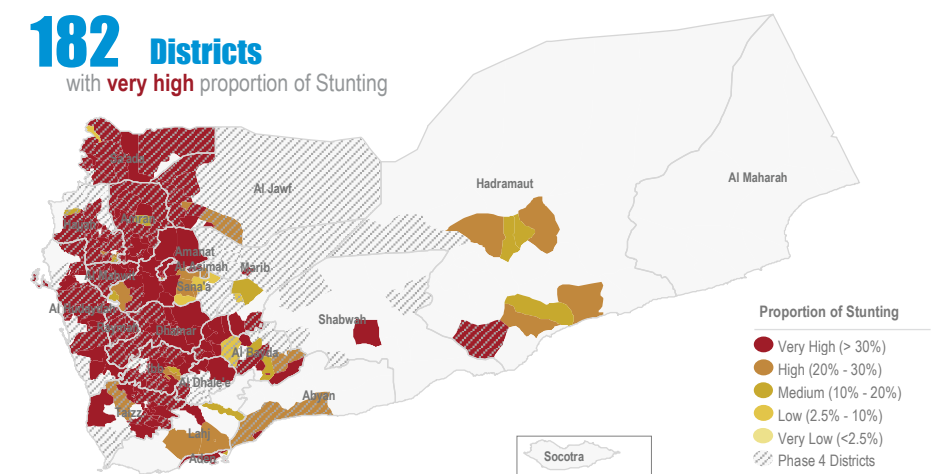 182 Districts
with very high proportion of Stunting
Sa'ada
Al Jawf
Hadramaut
Al Maharah
Hajjah
Amran
Amanat
Al Asimah
Marib
Al Mahwit
Sana'a
Al Hudaydah
Raymah
Dhamar
Shabwah
Ibb
Al Bayda
Al Dhale'e
Abyan
Taizz
Lahj
Aden
Socotra
Proportion of Stunting
Very High (> 30%)
High (20% - 30%)
Medium (10% - 20%)
Low (2.5% - 10%)
Very Low (<2.5%)
Phase 4 Districts